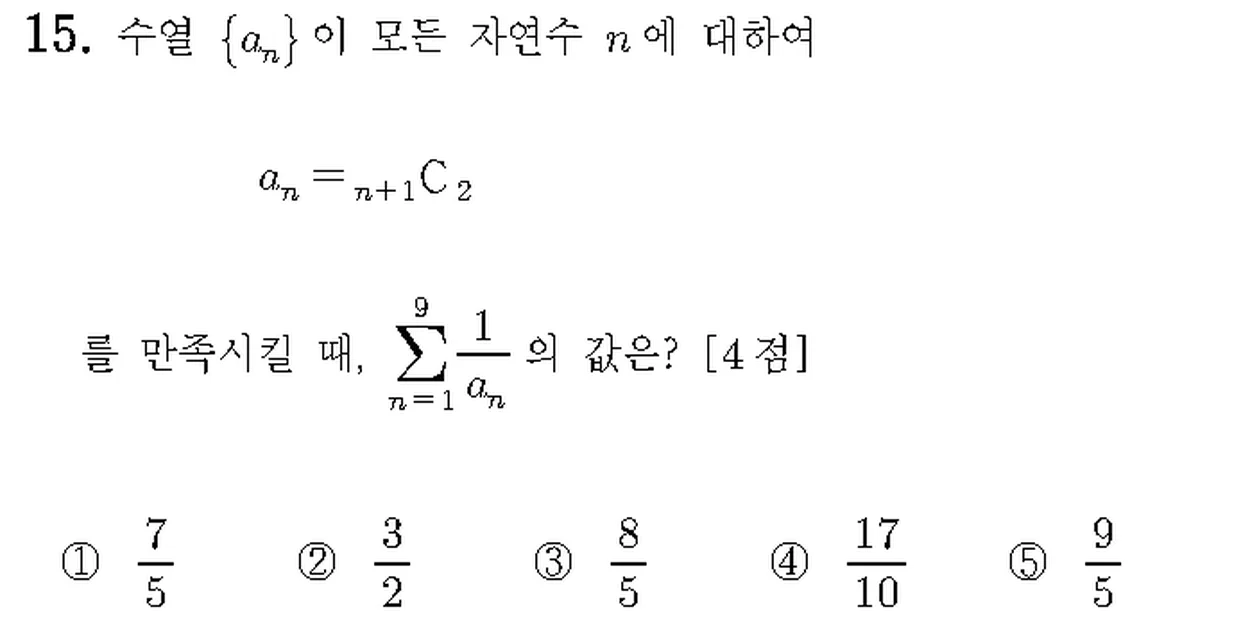 15. 수열 {aₙ}이 모든 자연수 n에 대하여
aₙ = ₙ₊₁C₂
를 만족시킬 때, ∑ₙ₌₁⁹ 1/aₙ 의 값은? [4점]
① 7/5 ② 3/2 ③ 8/5 ④ 17/10 ⑤ 9/5